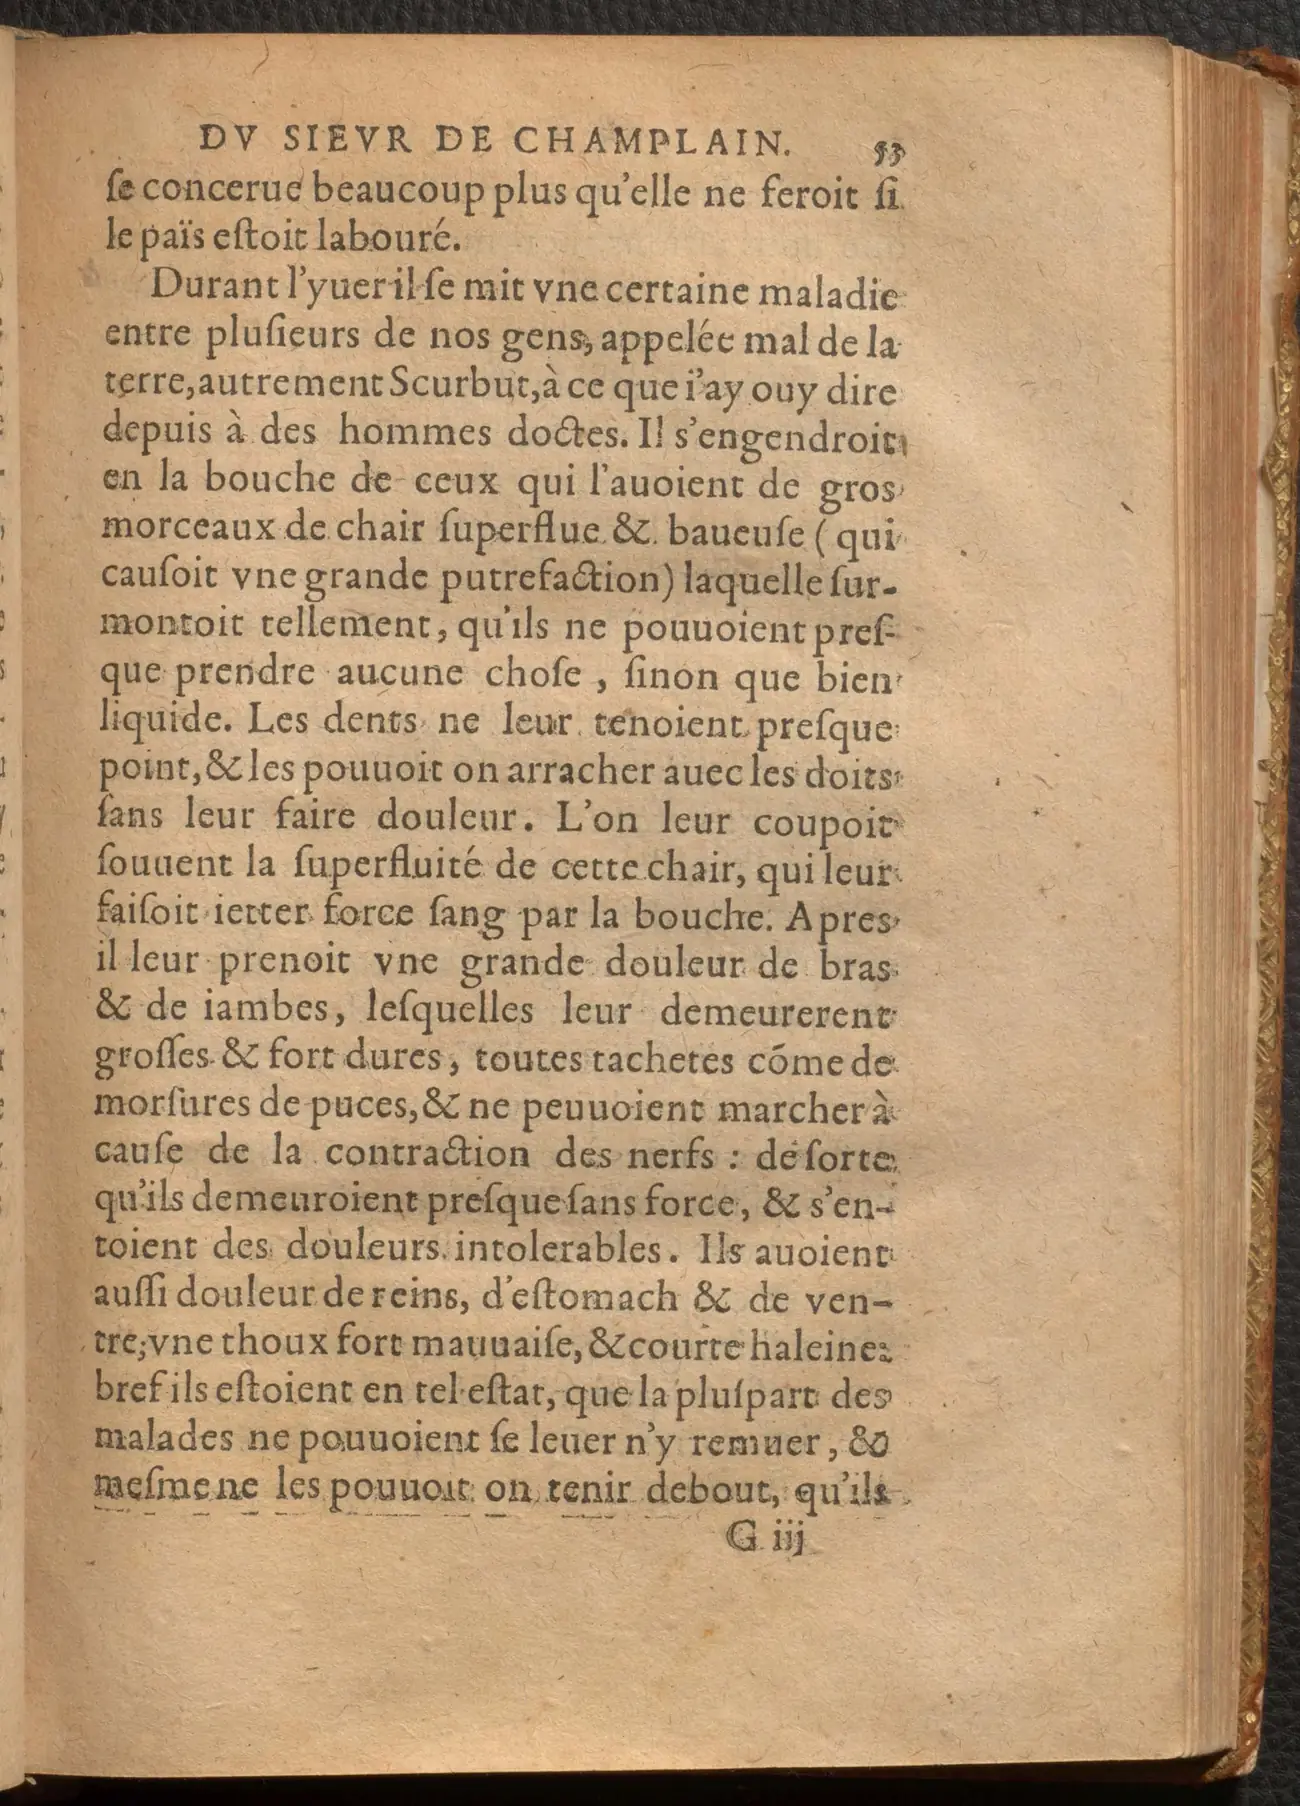 DV SIEVR DE CHAMPLAIN. 53
ſe concerue beaucoup plus qu'elle ne feroit ſi
le païs eſtoit labouré.
Durant l'yuer il ſe mit vne certaine maladie
entre pluſieurs de nos gens, appelée mal de la
terre, autrement Scurbut, à ce que i'ay ouy dire
depuis à des hommes doctes. Il s'engendroit
en la bouche de ceux qui l'auoient de gros
morceaux de chair ſuperflue & baueuſe (qui
cauſoit vne grande putrefaction) laquelle ſur-
montoit tellement, qu'ils ne pouuoient preſ-
que prendre aucune choſe, ſinon que bien
liquide. Les dents ne leur tenoient preſque
point, & les pouuoit on arracher auec les doits
ſans leur faire douleur. L'on leur coupoit
ſouuent la ſuperfluité de cette chair, qui leur
faiſoit ietter force ſang par la bouche. Apres
il leur prenoit vne grande douleur de bras
& de iambes, leſquelles leur demeurerent
groſſes & fort dures, toutes tachetes cõme de
morſures de puces, & ne peuuoient marcher à
cauſe de la contraction des nerfs : de ſorte
qu'ils demeuroient preſque ſans force, & s'en-
toient des douleurs intolerables. Ils auoient
auſſi douleur de reins, d'eſtomach & de ven-
tre, vne thoux fort mauuaiſe, & courte haleine:
bref ils eſtoient en tel eſtat, que la pluſpart des
malades ne pouuoient ſe leuer n'y remuer, &
meſme ne les pouuoit on tenir debout, qu'ils
G iij